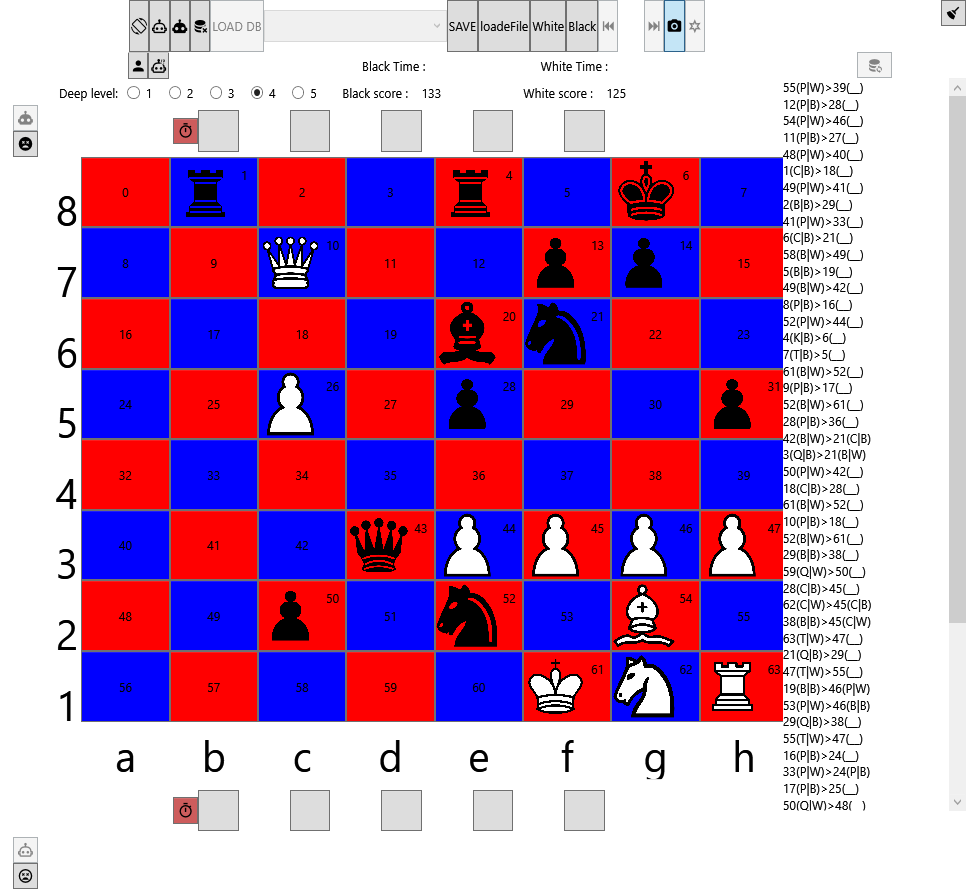 LOAD DB SAVE loadeFile White Black
Black Time : White Time :
Deep level: 1 2 3 4 5 Black score : 133 White score : 125
8 0 1 2 3 4 5 6 7
7 8 9 10 11 12 13 14 15
6 16 17 18 19 20 21 22 23
5 24 25 26 27 28 29 30 31
4 32 33 34 35 36 37 38 39
3 40 41 42 43 44 45 46 47
2 48 49 50 51 52 53 54 55
1 56 57 58 59 60 61 62 63
a b c d e f g h
55(P|W)>39(__)
12(P|B)>28(__)
54(P|W)>46(__)
11(P|B)>27(__)
48(P|W)>40(__)
1(C|B)>18(__)
49(P|W)>41(__)
2(B|B)>29(__)
41(P|W)>33(__)
6(C|B)>21(__)
58(B|W)>49(__)
5(B|B)>19(__)
49(B|W)>42(__)
8(P|B)>16(__)
52(P|W)>44(__)
4(K|B)>6(__)
7(T|B)>5(__)
61(B|W)>52(__)
9(P|B)>17(__)
52(B|W)>61(__)
28(P|B)>36(__)
42(B|W)>21(C|B)
3(Q|B)>21(B|W)
50(P|W)>42(__)
18(C|B)>28(__)
61(B|W)>52(__)
10(P|B)>18(__)
52(B|W)>61(__)
29(B|B)>38(__)
59(Q|W)>50(__)
28(C|B)>45(__)
62(C|W)>45(C|B)
38(B|B)>45(C|W)
63(T|W)>47(__)
21(Q|B)>29(__)
47(T|W)>55(__)
19(B|B)>46(P|W)
53(P|W)>46(B|B)
29(Q|B)>38(__)
55(T|W)>47(__)
16(P|B)>24(__)
33(P|W)>24(P|B)
17(P|B)>25(__)
50(Q|W)>48(__)